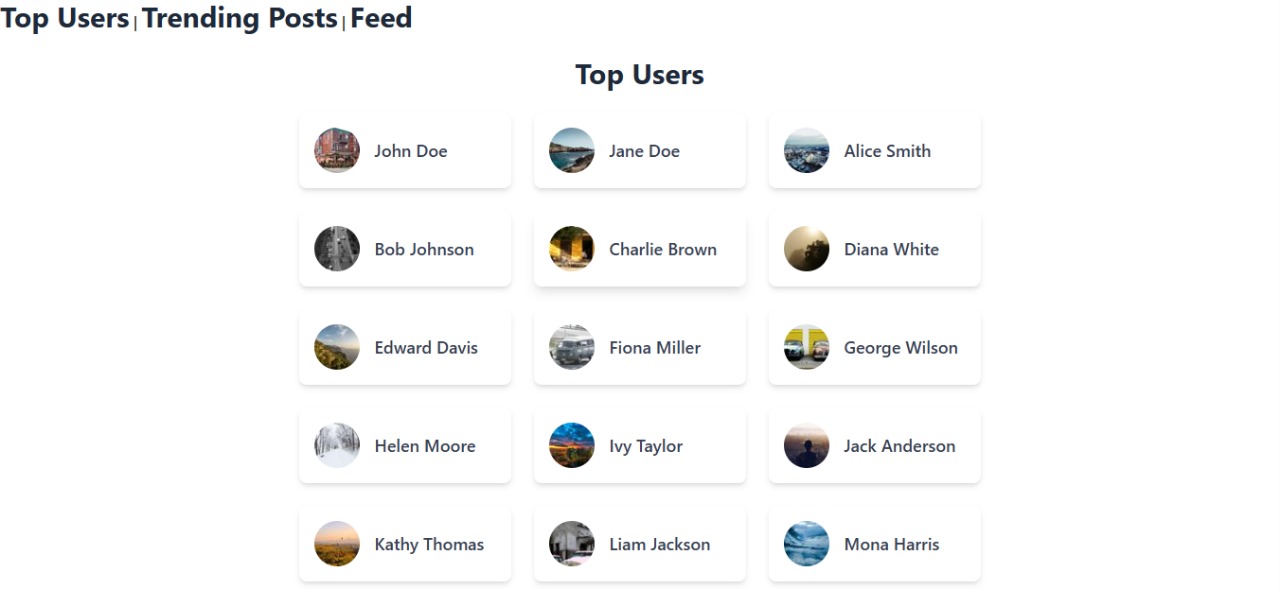 Top Users | Trending Posts | Feed
Top Users
John Doe
Jane Doe
Alice Smith
Bob Johnson
Charlie Brown
Diana White
Edward Davis
Fiona Miller
George Wilson
Helen Moore
Ivy Taylor
Jack Anderson
Kathy Thomas
Liam Jackson
Mona Harris